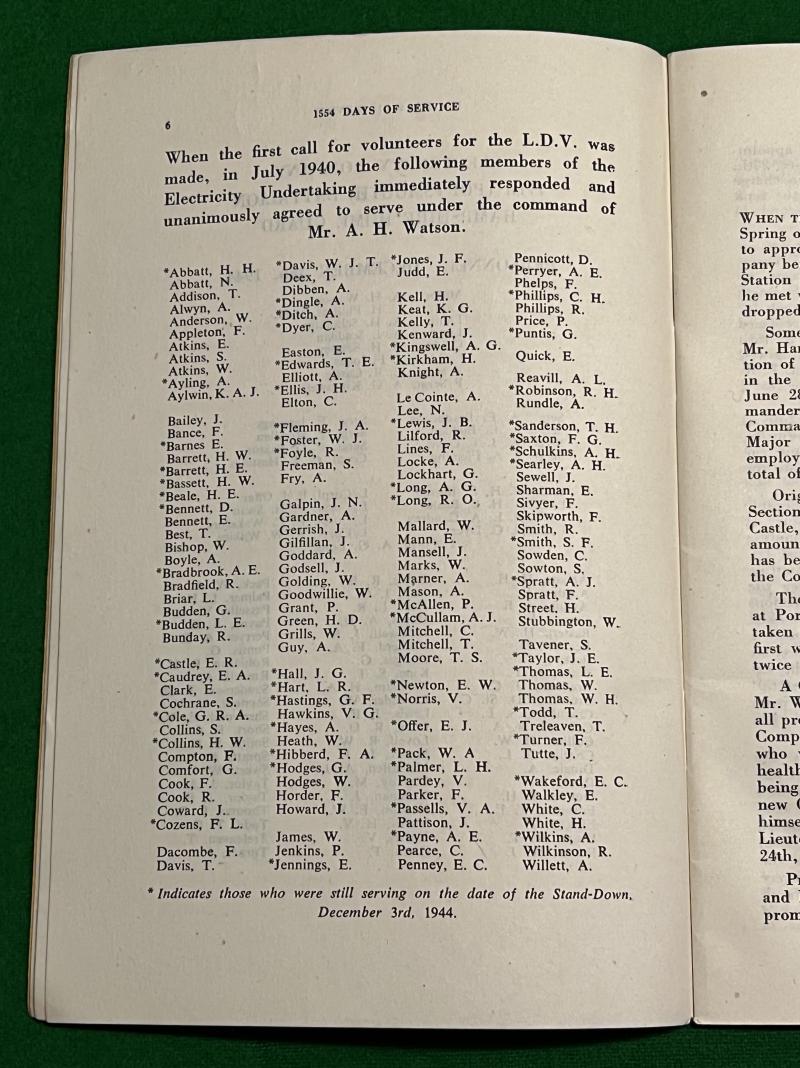 1554 DAYS OF SERVICE
6
When the first call for volunteers for the L.D.V. was
made, in July 1940, the following members of the
Electricity Undertaking immediately responded and
unanimously agreed to serve under the command of
Mr. A. H. Watson.
*Abbatt, H. H.
Abbatt, N.
Addison, T.
Alwyn, A.
Anderson, W.
Appleton, F.
Atkins, E.
Atkins, S.
Atkins, W.
*Ayling, A.
Aylwin, K. A. J.
Bailey, J.
Bance, F.
*Barnes E.
Barrett, H. W.
*Barrett, H. E.
*Bassett, H. W.
*Beale, H. E.
*Bennett, D.
Bennett, E.
Best, T.
Bishop, W.
Boyle, A.
*Bradbrook, A. E.
Bradfield, R.
Briar, L.
Budden, G.
*Budden, L. E.
Bunday, R.
*Castle, E. R.
*Caudrey, E. A.
Clark, E.
Cochrane, S.
*Cole, G. R. A.
Collins, S.
*Collins, H. W.
Compton, F.
Comfort, G.
Cook, F.
Cook, R.
Coward, J.
*Cozens, F. L.
Dacombe, F.
Davis, T.
*Davis, W. J. T.
Deex, T.
Dibben, A.
*Dingle, A.
*Ditch, A.
*Dyer, C.
Easton, E.
*Edwards, T. E.
Elliott, A.
*Ellis, J. H.
Elton, C.
*Fleming, J. A.
*Foster, W. J.
*Foyle, R.
Freeman, S.
Fry, A.
Galpin, J. N.
Gardner, A.
Gerrish, J.
Gilfillan, J.
Goddard, A.
Godsell, J.
Golding, W.
Goodwillie, W.
Grant, P.
Green, H. D.
Grills, W.
Guy, A.
*Hall, J. G.
*Hart, L. R.
*Hastings, G. F.
Hawkins, V. G.
*Hayes, A.
Heath, W.
*Hibberd, F. A.
*Hodges, G.
Hodges, W.
Horder, F.
Howard, J.
James, W.
Jenkins, P.
*Jennings, E.
*Jones, J. F.
Judd, E.
Kell, H.
Keat, K. G.
Kelly, T.
Kenward, J.
*Kingswell, A. G.
*Kirkham, H.
Knight, A.
Le Cointe, A.
Lee, N.
*Lewis, J. B.
Lilford, R.
Lines, F.
Locke, A.
Lockhart, G.
*Long, A. G.
*Long, R. O.
Mallard, W.
Mann, E.
Mansell, J.
Marks, W.
Marner, A.
Mason, A.
*McAllen, P.
*McCullam, A. J.
Mitchell, C.
Mitchell, T.
Moore, T. S.
*Newton, E. W.
*Norris, V.
*Offer, E. J.
*Pack, W. A
*Palmer, L. H.
Pardey, V.
Parker, F.
*Passells, V. A.
Pattison, J.
*Payne, A. E.
Pearce, C.
Penney, E. C.
Pennicott, D.
*Perryer, A. E.
Phelps, F.
*Phillips, C. H.
Phillips, R.
Price, P.
*Puntis, G.
Quick, E.
Reavill, A. L.
*Robinson, R. H.
Rundle, A.
*Sanderson, T. H.
*Saxton, F. G.
*Schulkins, A. H.
*Searley, A. H.
Sewell, J.
Sharman, E.
Sivyer, F.
Skipworth, F.
Smith, R.
*Smith, S. F.
Sowden, C.
Sowton, S.
*Spratt, A. J.
Spratt, F.
Street. H.
Stubbington, W.
Tavener, S.
*Taylor, J. E.
*Thomas, L. E.
Thomas, W.
Thomas, W. H.
*Todd, T.
Treleaven, T.
*Turner, F.
Tutte, J.
*Wakeford, E. C.
Walkley, E.
White, C.
White, H.
*Wilkins, A.
Wilkinson, R.
Willett, A.
* Indicates those who were still serving on the date of the Stand-Down.
December 3rd, 1944.
WHEN
Spring
to
pany be
Station
he met
dropped
Some
Mr.
tion of
in the
June
Major
employ
total of
Section
Castle,
has be
the
The
at
taken
first
twice
A
Mr.
all
who
health
being
new
himse
24th,
and
prom